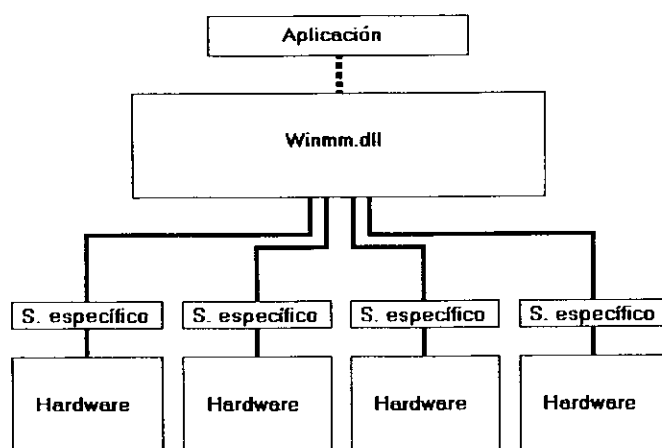 Aplicación
Winmm.dll
S. específico
S. específico
S. específico
S. específico
Hardware
Hardware
Hardware
Hardware